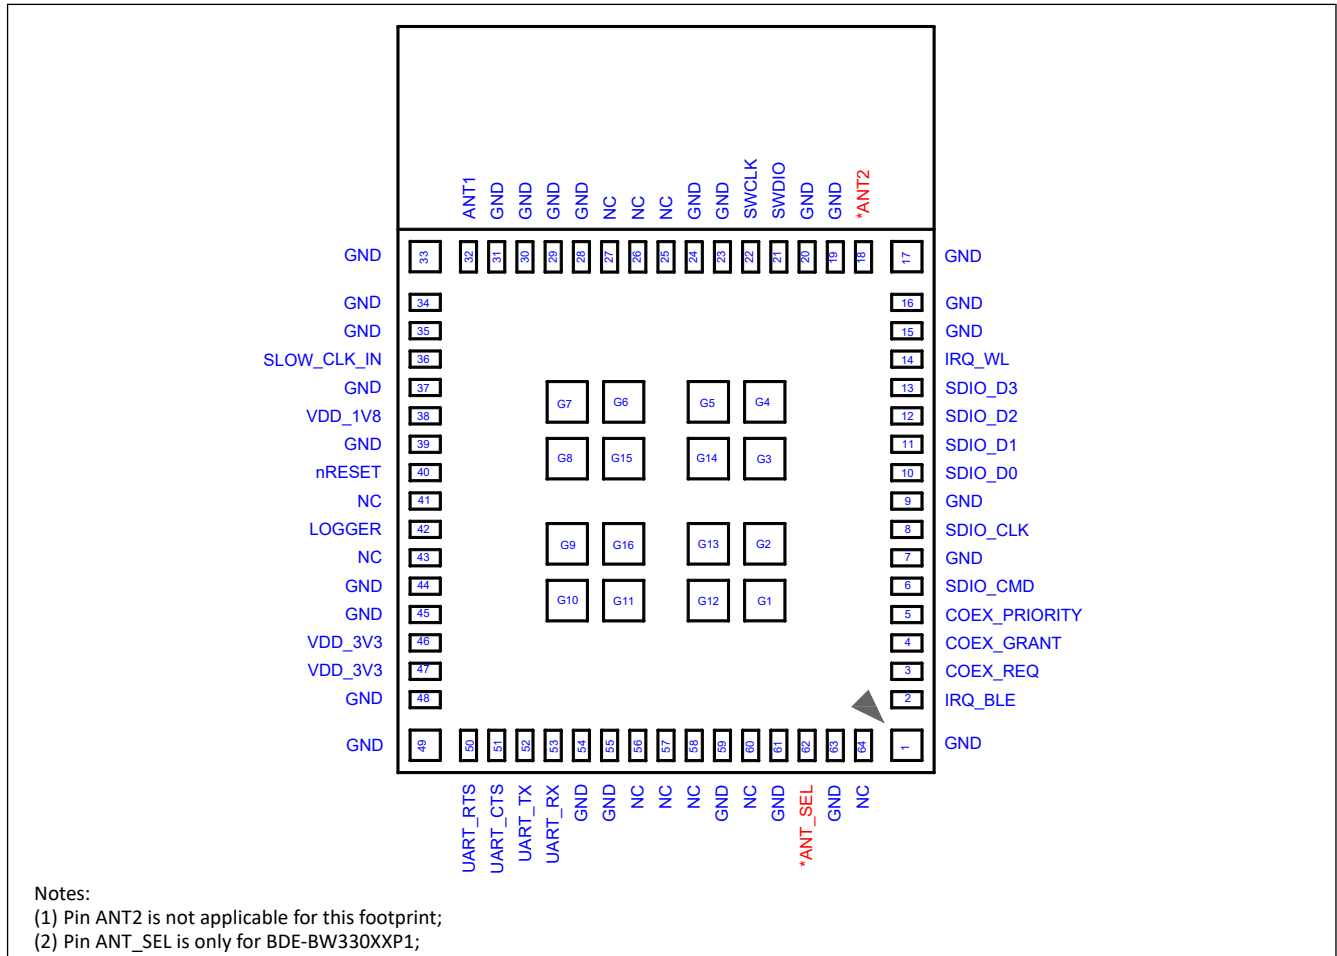 ANT1
GND
GND
GND
GND
NC
NC
NC
GND
GND
SWCLK
SWDIO
GND
GND
*ANT2
GND 33 32 31 30 29 28 27 26 25 24 23 22 21 20 19 18 17 GND
GND 34 16 GND
GND 35 15 GND
SLOW_CLK_IN 36 14 IRQ_WL
GND 37 13 SDIO_D3
VDD_1V8 38 G7 G6 G5 G4 12 SDIO_D2
GND 39 11 SDIO_D1
nRESET 40 G8 G15 G14 G3 10 SDIO_D0
NC 41 9 GND
LOGGER 42 8 SDIO_CLK
NC 43 G9 G16 G13 G2 7 GND
GND 44 6 SDIO_CMD
GND 45 G10 G11 G12 G1 5 COEX_PRIORITY
VDD_3V3 46 4 COEX_GRANT
VDD_3V3 47 3 COEX_REQ
GND 48 2 IRQ_BLE
GND 49 50 51 52 53 54 55 56 57 58 59 60 61 62 63 64 1 GND
UART_RTS
UART_CTS
UART_TX
UART_RX
GND
GND
NC
NC
NC
GND
NC
GND
*ANT_SEL
GND
NC
Notes:
(1) Pin ANT2 is not applicable for this footprint;
(2) Pin ANT_SEL is only for BDE-BW330XXP1;